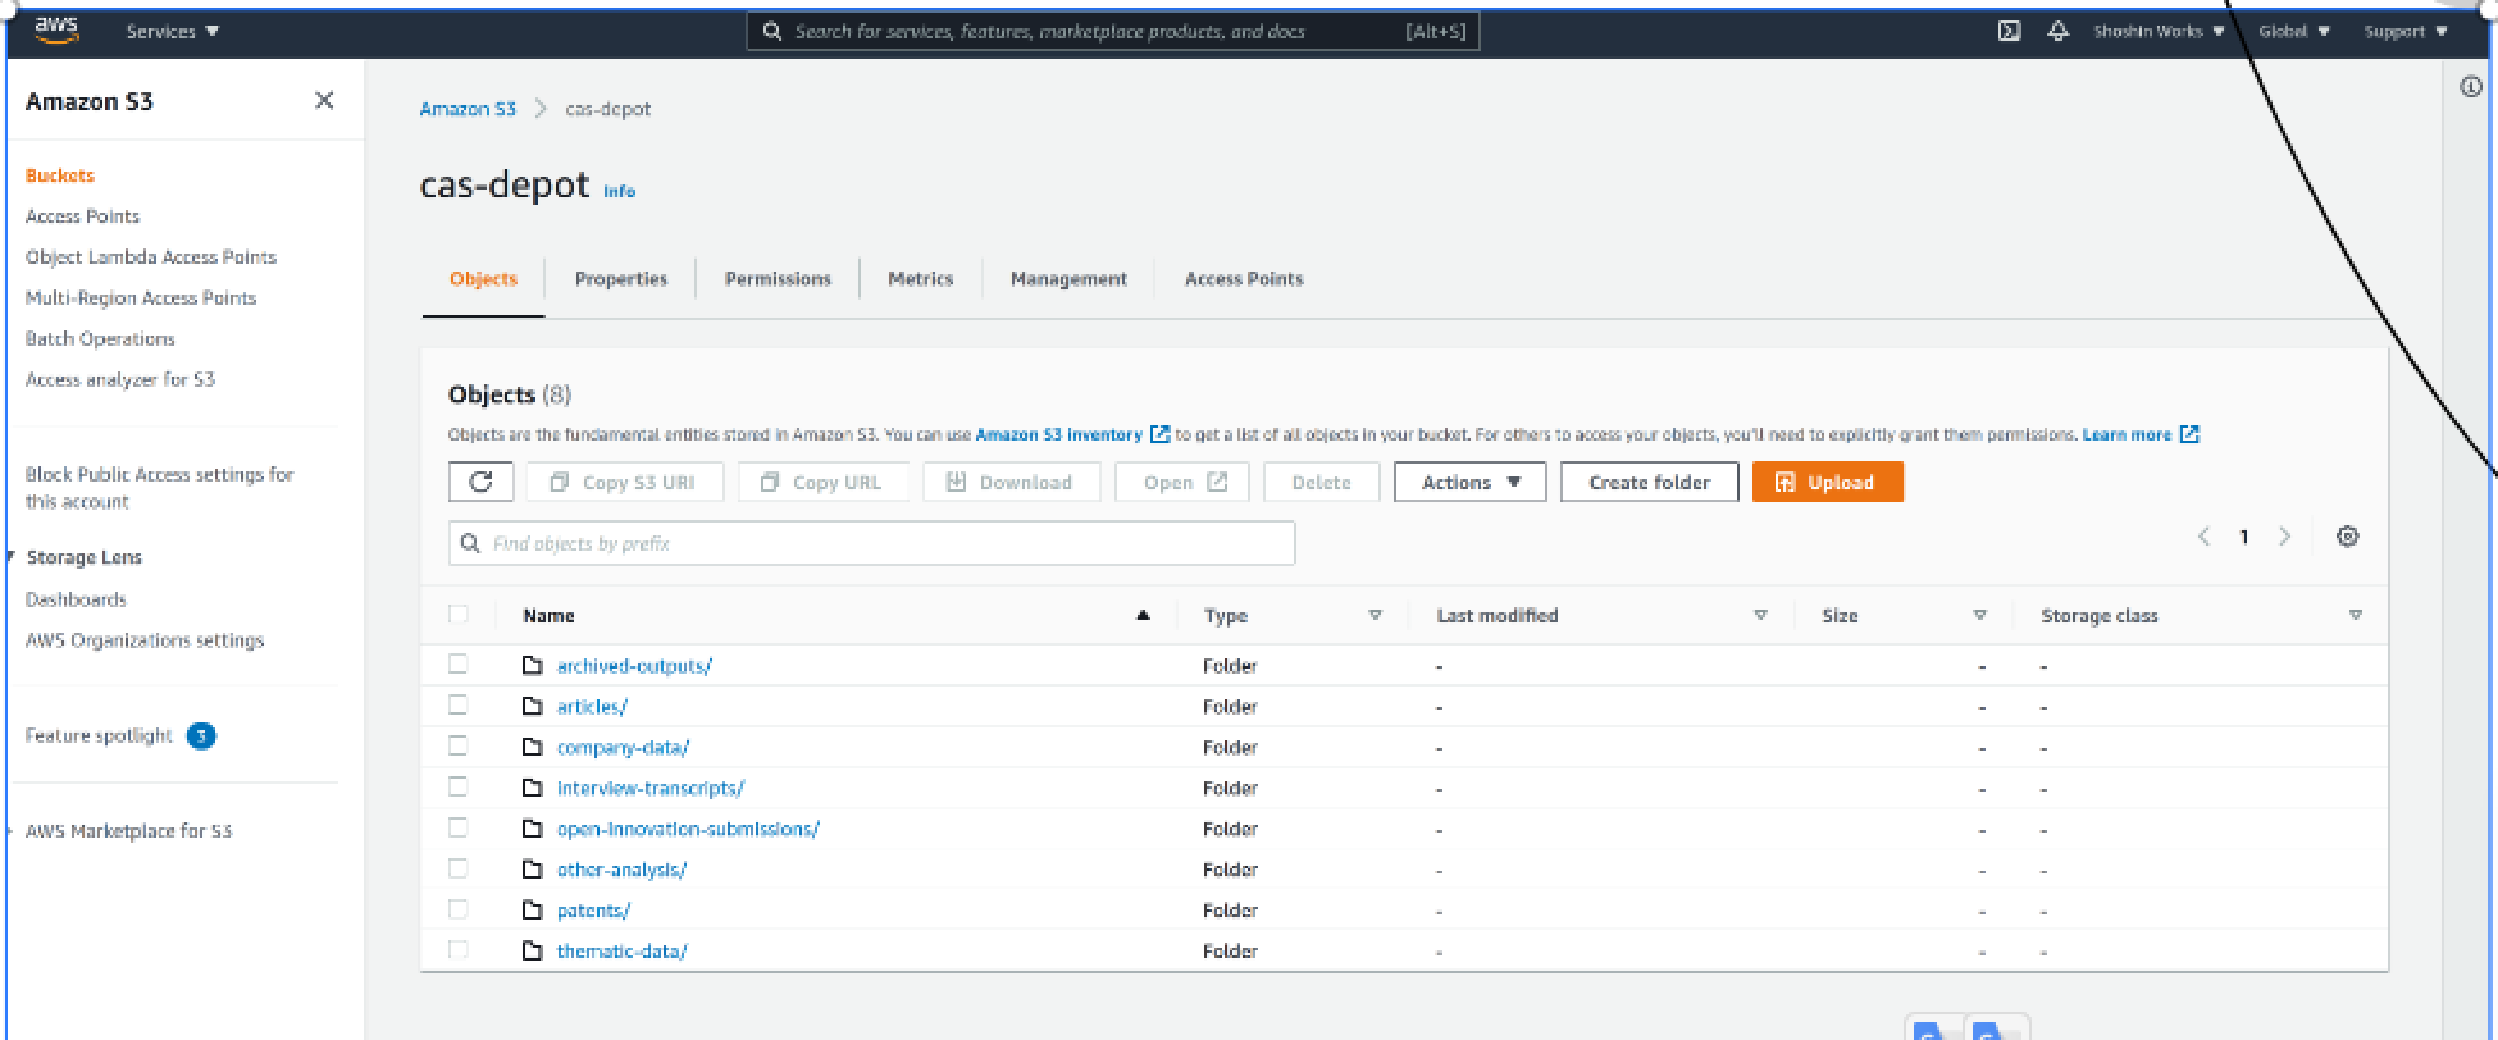 aws Services Search for services, features, marketplace products, and docs [Alt+S] Shoshin Works Global Support
Amazon S3
Buckets
Access Points
Object Lambda Access Points
Multi-Region Access Points
Batch Operations
Access analyzer for S3
Block Public Access settings for
this account
Storage Lens
Dashboards
AWS Organizations settings
Feature spotlight 3
AWS Marketplace for S3
Amazon S3 > cas-depot
cas-depot Info
Objects Properties Permissions Metrics Management Access Points
Objects (8)
Objects are the fundamental entities stored in Amazon S3. You can use Amazon S3 inventory to get a list of all objects in your bucket. For others to access your objects, you'll need to explicitly grant them permissions. Learn more
Copy S3 URI Copy URL Download Open Delete Actions Create folder Upload
Find objects by prefix
1
Name Type Last modified Size Storage class
archived-outputs/ Folder - - -
articles/ Folder - - -
company-data/ Folder - - -
interview-transcripts/ Folder - - -
open-innovation-submissions/ Folder - - -
other-analysis/ Folder - - -
patents/ Folder - - -
thematic-data/ Folder - - -